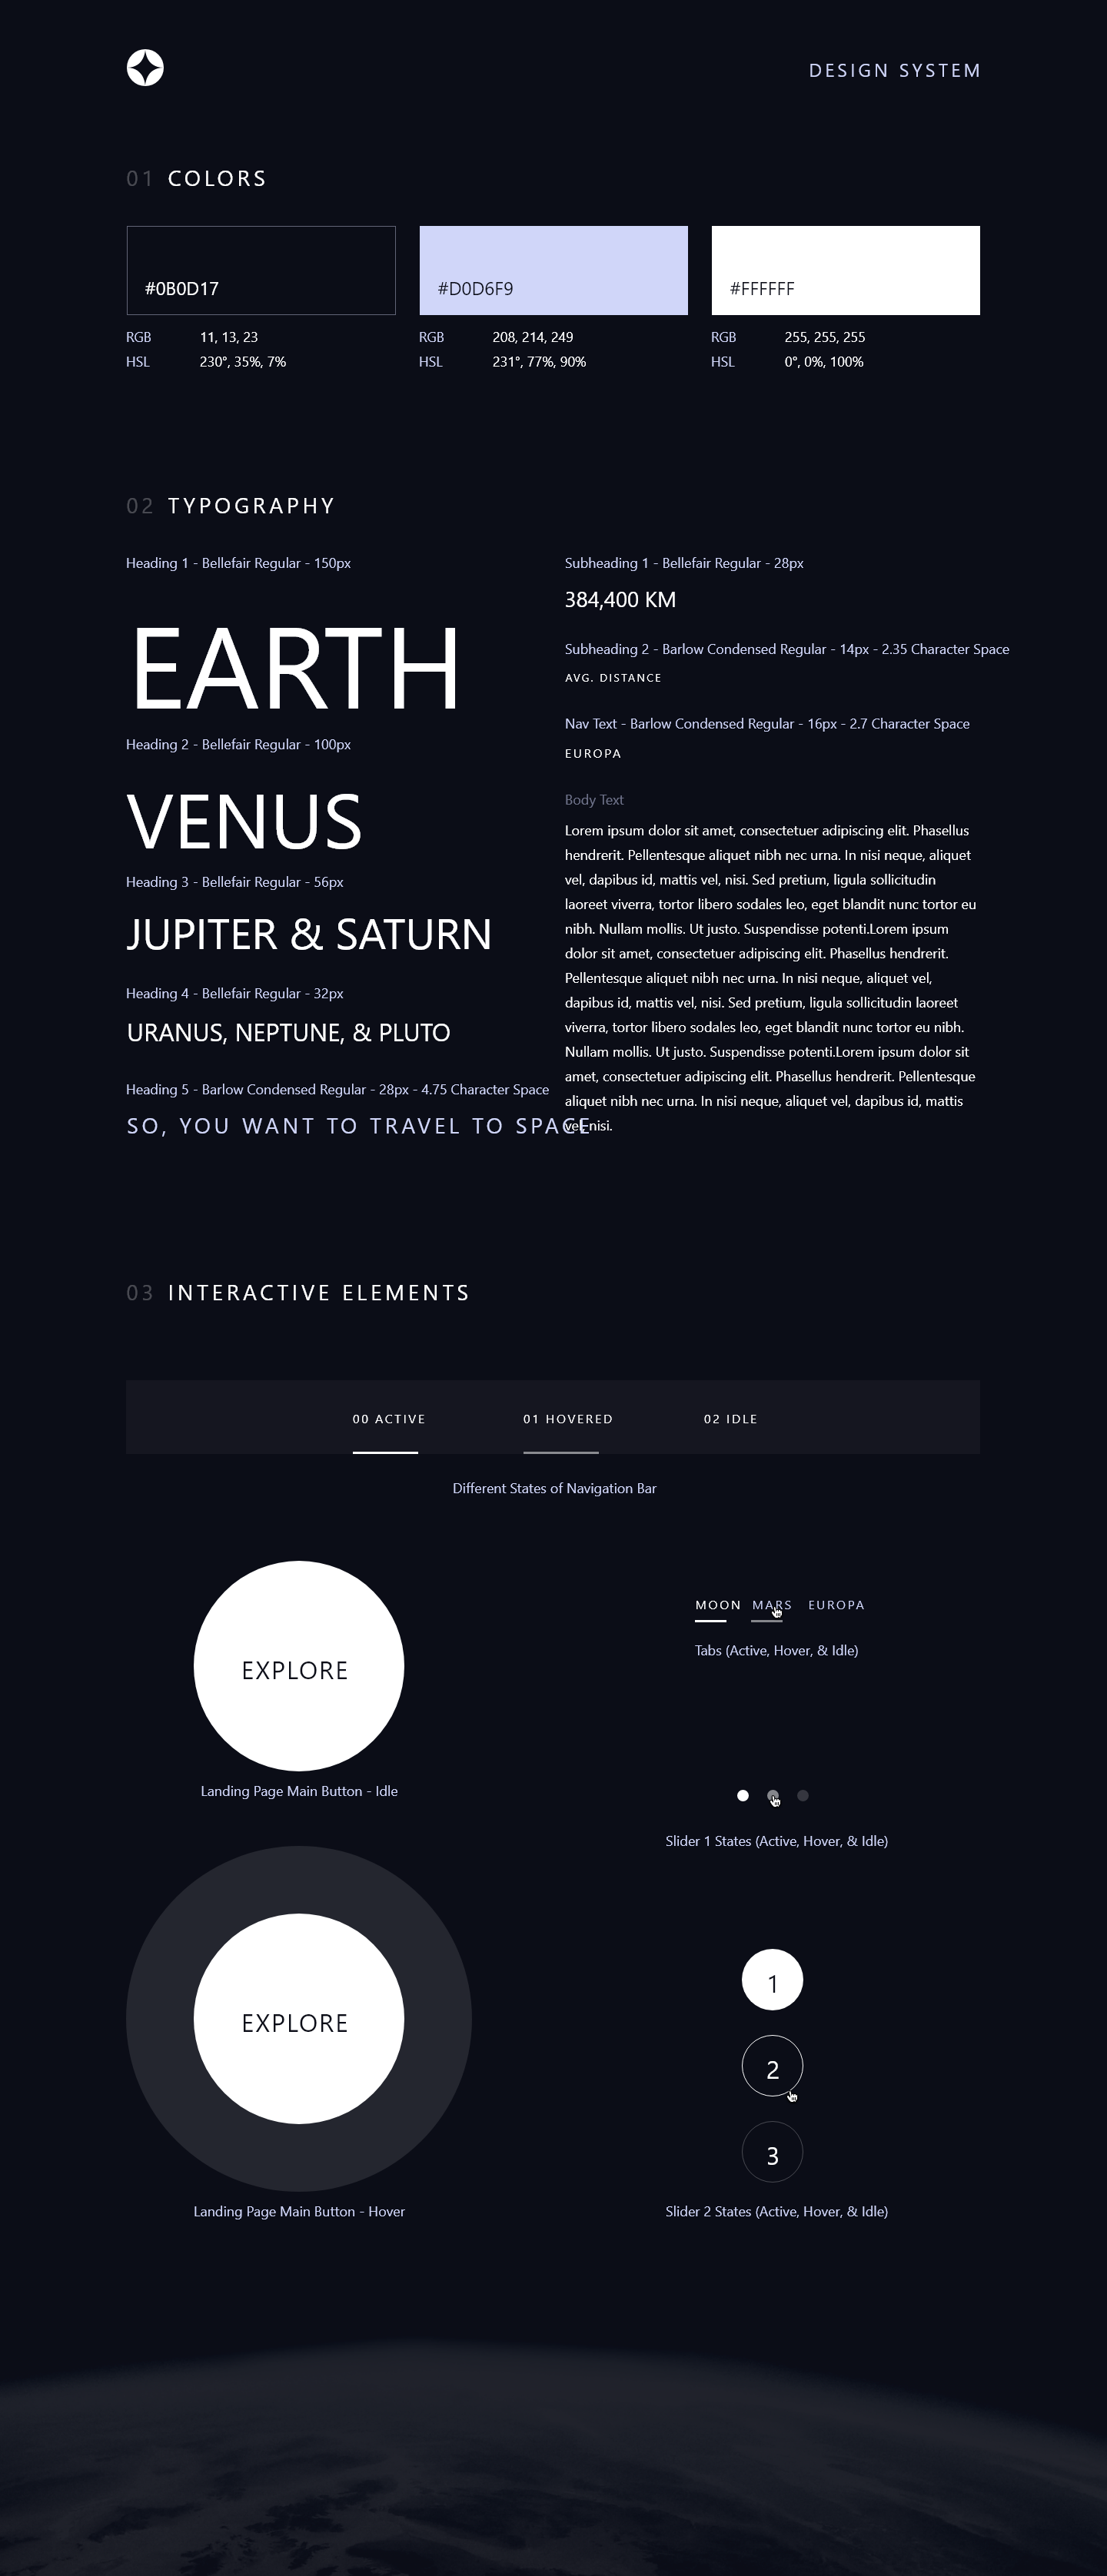 DESIGN SYSTEM
01 COLORS
#0B0D17
#D0D6F9
#FFFFFF
RGB 11, 13, 23
HSL 230°, 35%, 7%
RGB 208, 214, 249
HSL 231°, 77%, 90%
RGB 255, 255, 255
HSL 0°, 0%, 100%
02 TYPOGRAPHY
Heading 1 - Bellefair Regular - 150px
EARTH
Heading 2 - Bellefair Regular - 100px
VENUS
Heading 3 - Bellefair Regular - 56px
JUPITER & SATURN
Heading 4 - Bellefair Regular - 32px
URANUS, NEPTUNE, & PLUTO
Heading 5 - Barlow Condensed Regular - 28px - 4.75 Character Space
SO, YOU WANT TO TRAVEL TO SPACE
Subheading 1 - Bellefair Regular - 28px
384,400 KM
Subheading 2 - Barlow Condensed Regular - 14px - 2.35 Character Space
AVG. DISTANCE
Nav Text - Barlow Condensed Regular - 16px - 2.7 Character Space
EUROPA
Body Text
Lorem ipsum dolor sit amet, consectetuer adipiscing elit. Phasellus
hendrerit. Pellentesque aliquet nibh nec urna. In nisi neque, aliquet
vel, dapibus id, mattis vel, nisi. Sed pretium, ligula sollicitudin
laoreet viverra, tortor libero sodales leo, eget blandit nunc tortor eu
nibh. Nullam mollis. Ut justo. Suspendisse potenti.Lorem ipsum
dolor sit amet, consectetuer adipiscing elit. Phasellus hendrerit.
Pellentesque aliquet nibh nec urna. In nisi neque, aliquet vel,
dapibus id, mattis vel, nisi. Sed pretium, ligula sollicitudin laoreet
viverra, tortor libero sodales leo, eget blandit nunc tortor eu nibh.
Nullam mollis. Ut justo. Suspendisse potenti.Lorem ipsum dolor sit
amet, consectetuer adipiscing elit. Phasellus hendrerit. Pellentesque
aliquet nibh nec urna. In nisi neque, aliquet vel, dapibus id, mattis
vel, nisi.
03 INTERACTIVE ELEMENTS
00 ACTIVE 01 HOVERED 02 IDLE
Different States of Navigation Bar
EXPLORE
Landing Page Main Button - Idle
EXPLORE
Landing Page Main Button - Hover
MOON MARS EUROPA
Tabs (Active, Hover, & Idle)
Slider 1 States (Active, Hover, & Idle)
1
2
3
Slider 2 States (Active, Hover, & Idle)